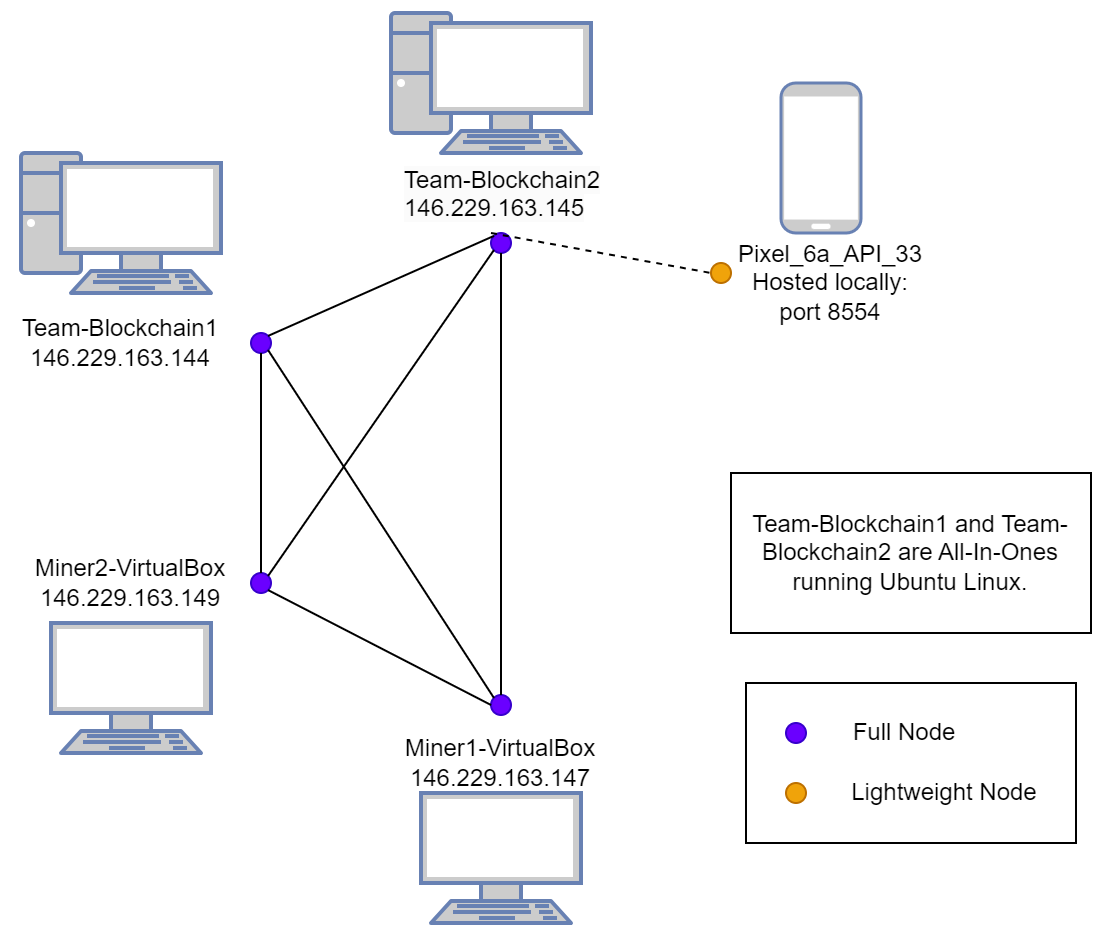 Team-Blockchain2
146.229.163.145
Pixel_6a_API_33
Hosted locally:
port 8554
Team-Blockchain1
146.229.163.144
Team-Blockchain1 and Team-
Blockchain2 are All-In-Ones
running Ubuntu Linux.
Miner2-VirtualBox
146.229.163.149
Full Node
Lightweight Node
Miner1-VirtualBox
146.229.163.147